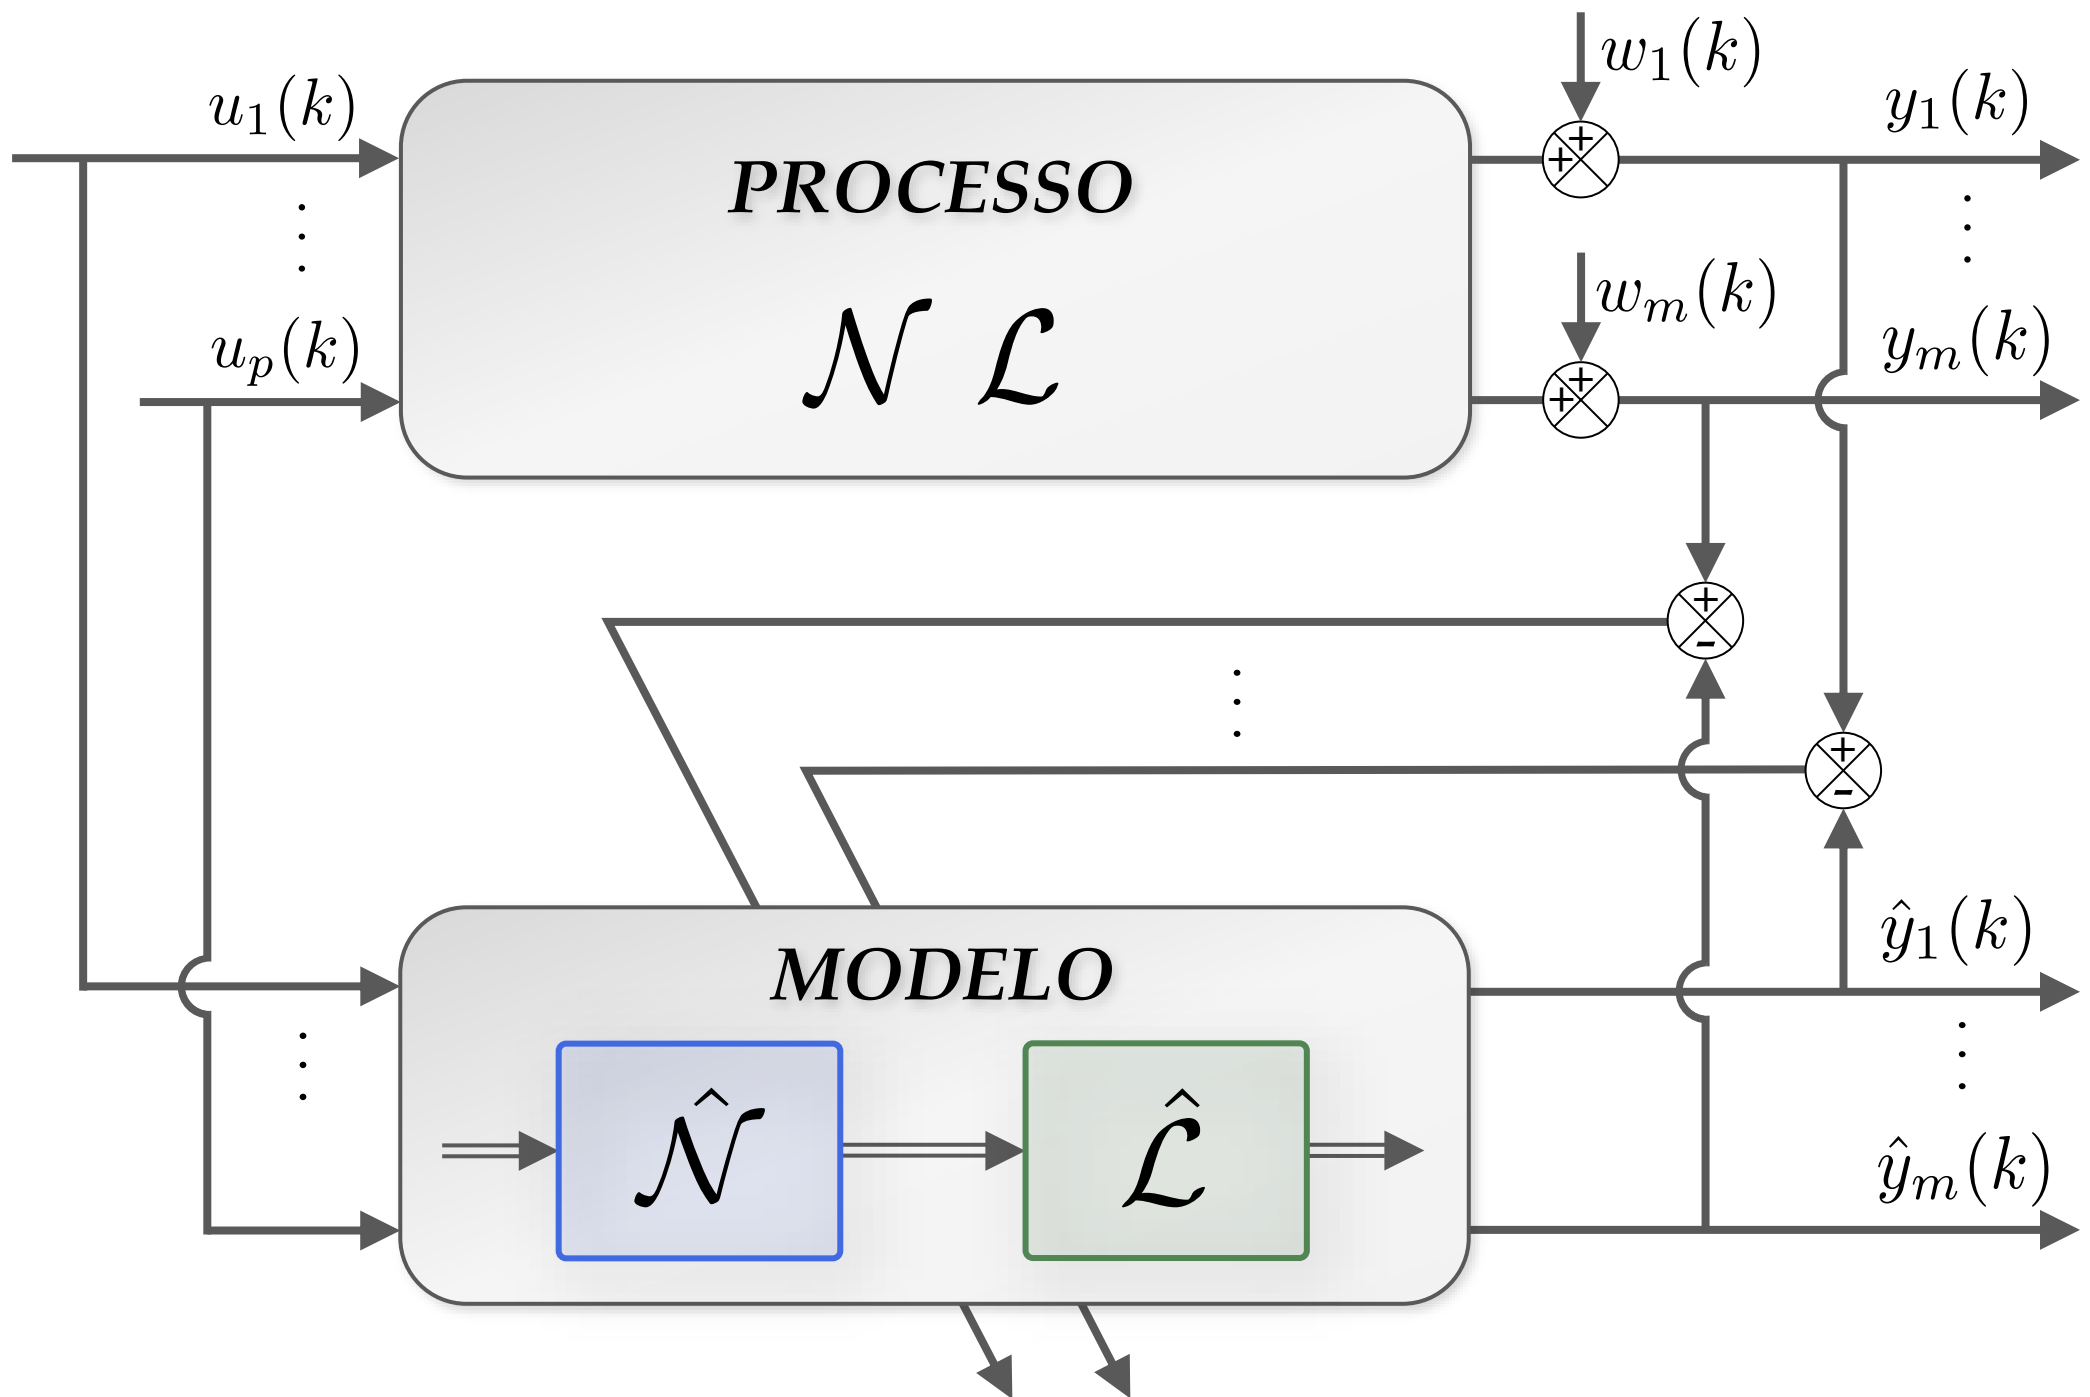 w₁(k)
u₁(k)
y₁(k)
+
+
PROCESSO
⋮
⋮
wₘ(k)
uₚ(k)
yₘ(k)
𝒩 ℒ
+
+
+
-
⋮
+
-
ŷ₁(k)
MODELO
⋮
⋮
𝒩̂
ℒ̂
ŷₘ(k)